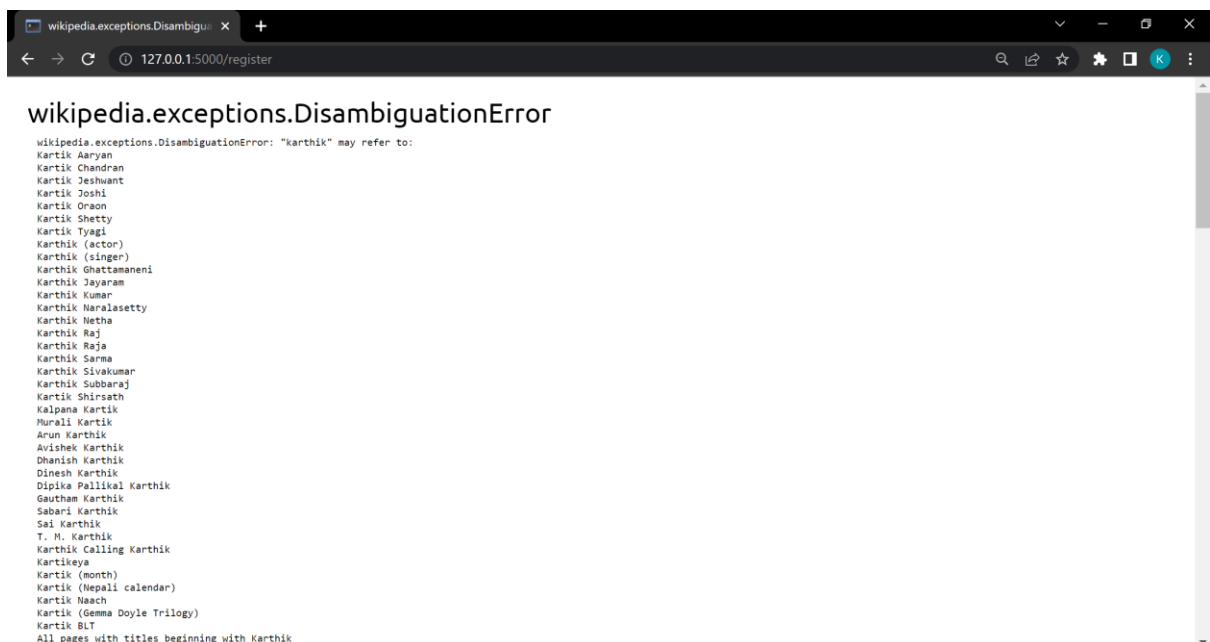 wikipedia.exceptions.Disambigua
127.0.0.1:5000/register
K
wikipedia.exceptions.DisambiguationError
wikipedia.exceptions.DisambiguationError: "karthik" may refer to:
Kartik Aaryan
Kartik Chandran
Kartik Jeshwant
Kartik Joshi
Kartik Oraon
Kartik Shetty
Kartik Tyagi
Karthik (actor)
Karthik (singer)
Karthik Ghattamaneni
Karthik Jayaram
Karthik Kumar
Karthik Naralasetty
Karthik Netha
Karthik Raj
Karthik Raja
Karthik Sarma
Karthik Sivakumar
Karthik Subbaraj
Kartik Shirsath
Kalpana Kartik
Murali Kartik
Arun Karthik
Avishek Karthik
Dhanish Karthik
Dinesh Karthik
Dipika Pallikal Karthik
Gautham Karthik
Sabari Karthik
Sai Karthik
T. M. Karthik
Karthik Calling Karthik
Kartikeya
Kartik (month)
Kartik (Nepali calendar)
Kartik Naach
Kartik (Gemma Doyle Trilogy)
Kartik BLT
All pages with titles beginning with Karthik